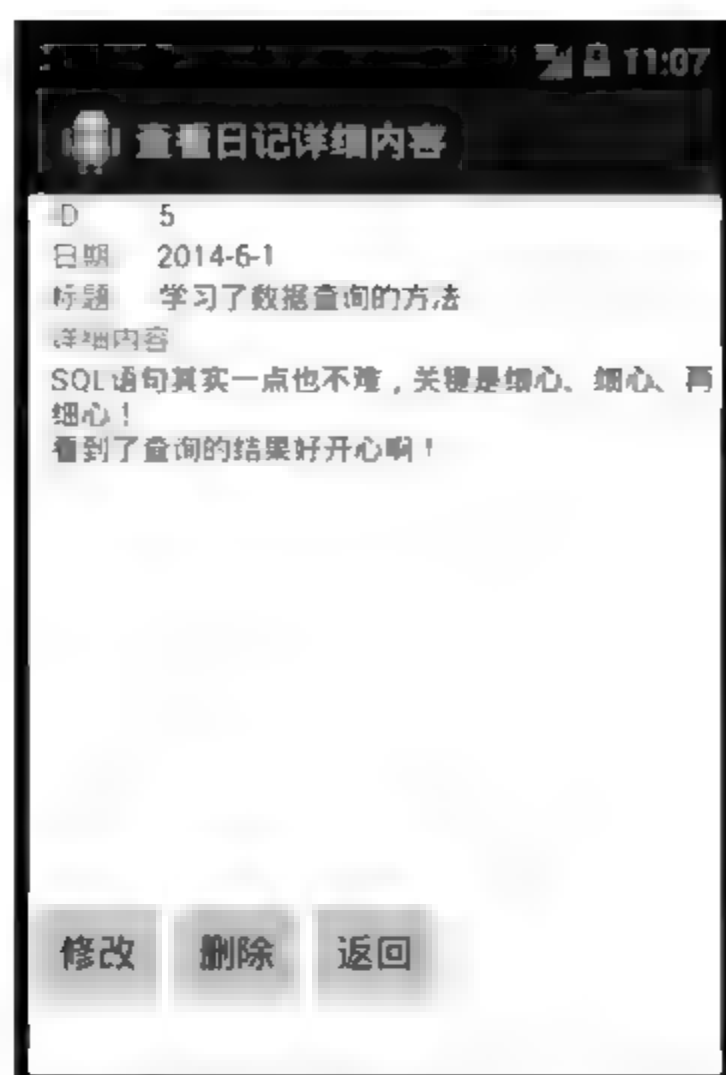 11:07
查看日记详细内容
ID 5
日期 2014-6-1
标题 学习了数据查询的方法
详细内容
SQL语句其实一点也不难，关键是细心、细心、再
细心！
看到了查询的结果好开心啊！
修改 删除 返回